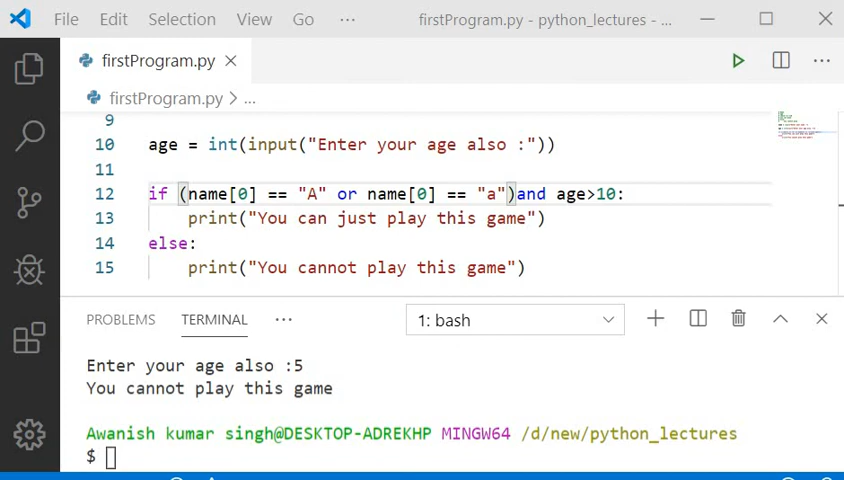 File Edit Selection View Go ··· firstProgram.py - python_lectures - ...
firstProgram.py
firstProgram.py > ...
9
10 age = int(input("Enter your age also :"))
11
12 if (name[0] == "A" or name[0] == "a")and age>10:
13 print("You can just play this game")
14 else:
15 print("You cannot play this game")
PROBLEMS TERMINAL ··· 1: bash
Enter your age also :5
You cannot play this game
Awanish kumar singh@DESKTOP-ADREKHP MINGW64 /d/new/python_lectures
$